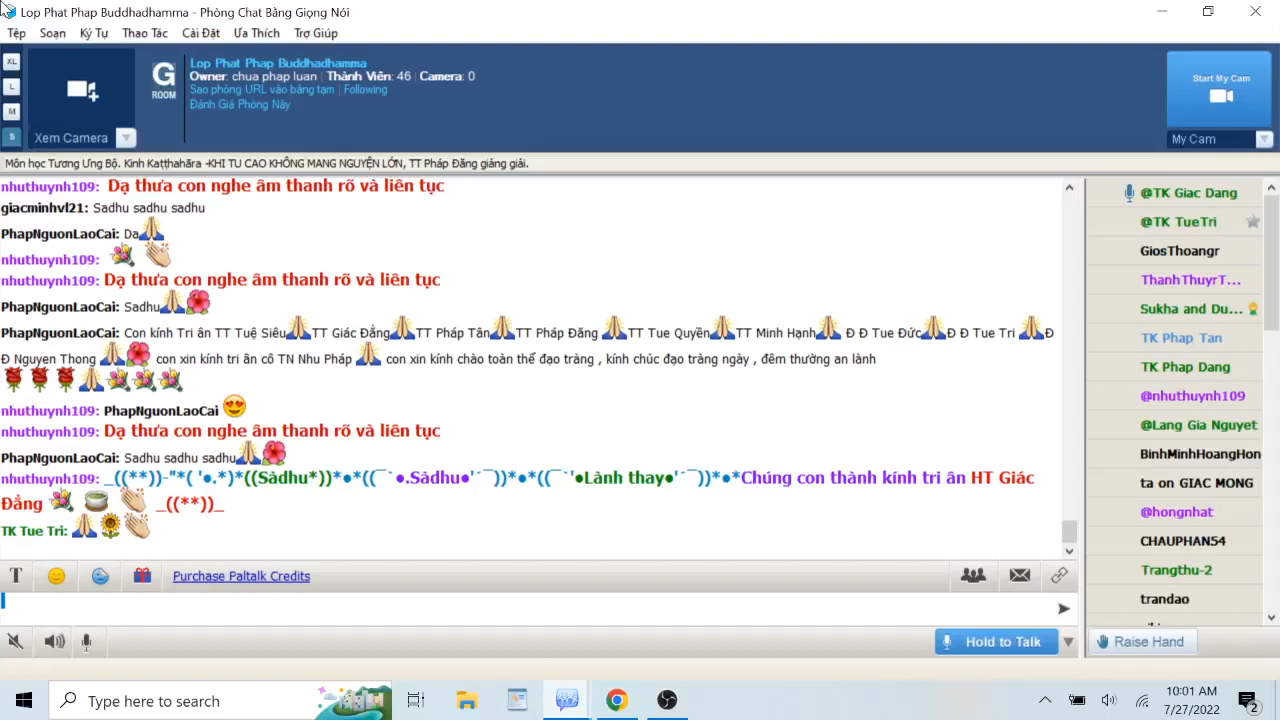 Lop Phat Phap Buddhadhamma - Phòng Chat Bằng Giọng Nói
Tệp Soạn Ký Tự Thao Tác Cài Đặt Ưa Thích Trợ Giúp
XL
L
M
S
Xem Camera
G
ROOM
Lop Phat Phap Buddhadhamma
Owner: chua phap luan | Thành Viên: 46 | Camera: 0
Sao phòng URL vào bảng tạm | Following
Đánh Giá Phòng Này
Start My Cam
My Cam
Môn học Tương Ưng Bộ. Kinh Kaṭṭhahāra -KHI TU CAO KHÔNG MANG NGUYỆN LỚN, TT Pháp Đăng giảng giải.
nhuthuynh109: Dạ thưa con nghe âm thanh rõ và liên tục
giacminhvl21: Sadhu sadhu sadhu
PhapNguonLaoCai: Da
nhuthuynh109:
nhuthuynh109: Dạ thưa con nghe âm thanh rõ và liên tục
PhapNguonLaoCai: Sadhu
PhapNguonLaoCai: Con kính Tri ân TT Tuệ Siêu TT Giác Đẳng TT Pháp Tân TT Pháp Đăng TT Tue Quyền TT Minh Hạnh Đ Đ Tue Đức Đ Đ Tue Tri Đ
Đ Nguyen Thong con xin kính tri ân cô TN Nhu Pháp con xin kính chào toàn thể đạo tràng , kính chúc đạo tràng ngày , đêm thường an lành
nhuthuynh109: PhapNguonLaoCai
nhuthuynh109: Dạ thưa con nghe âm thanh rõ và liên tục
PhapNguonLaoCai: Sadhu sadhu sadhu
nhuthuynh109: _((**))-"*( '●.*)*((Sàdhu*))*●*((¯`●.Sàdhu●'´¯))*●*((¯`'●Lành thay●'´¯))*●*Chúng con thành kính tri ân HT Giác
Đẳng _((**))_
TK Tue Tri:
@TK Giac Dang
@TK TueTri
GiosThoangr
ThanhThuyrT...
Sukha and Du...
TK Phap Tan
TK Phap Dang
@nhuthuynh109
@Lang Gia Nguyet
BinhMinhHoangHon
ta on GIAC MONG
@hongnhat
CHAUPHAN54
Trangthu-2
trandao
T
Purchase Paltalk Credits
Hold to Talk
Raise Hand
Type here to search
10:01 AM
7/27/2022
2